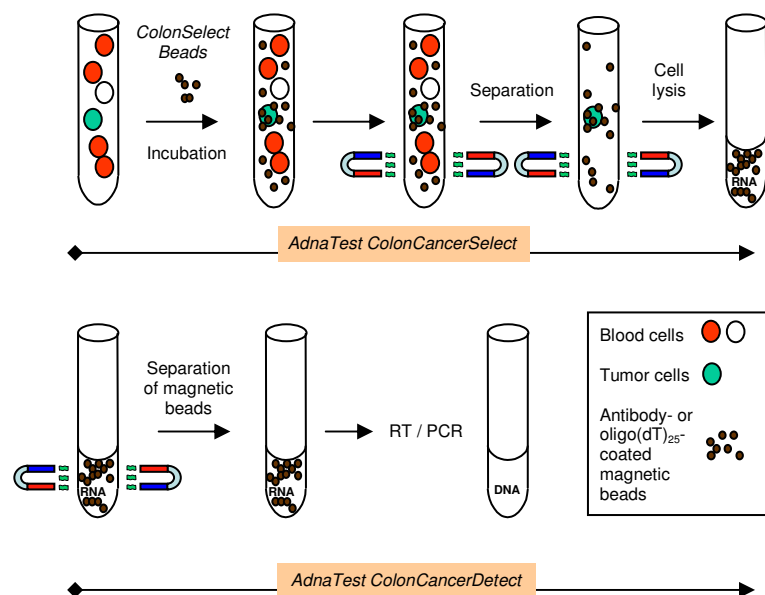 ColonSelect
Beads
Incubation
Separation
Cell
lysis
RNA
AdnaTest ColonCancerSelect
Separation
of magnetic
beads
RT / PCR
RNA
RNA
DNA
Blood cells
Tumor cells
Antibody- or
oligo(dT)25-
coated
magnetic
beads
AdnaTest ColonCancerDetect